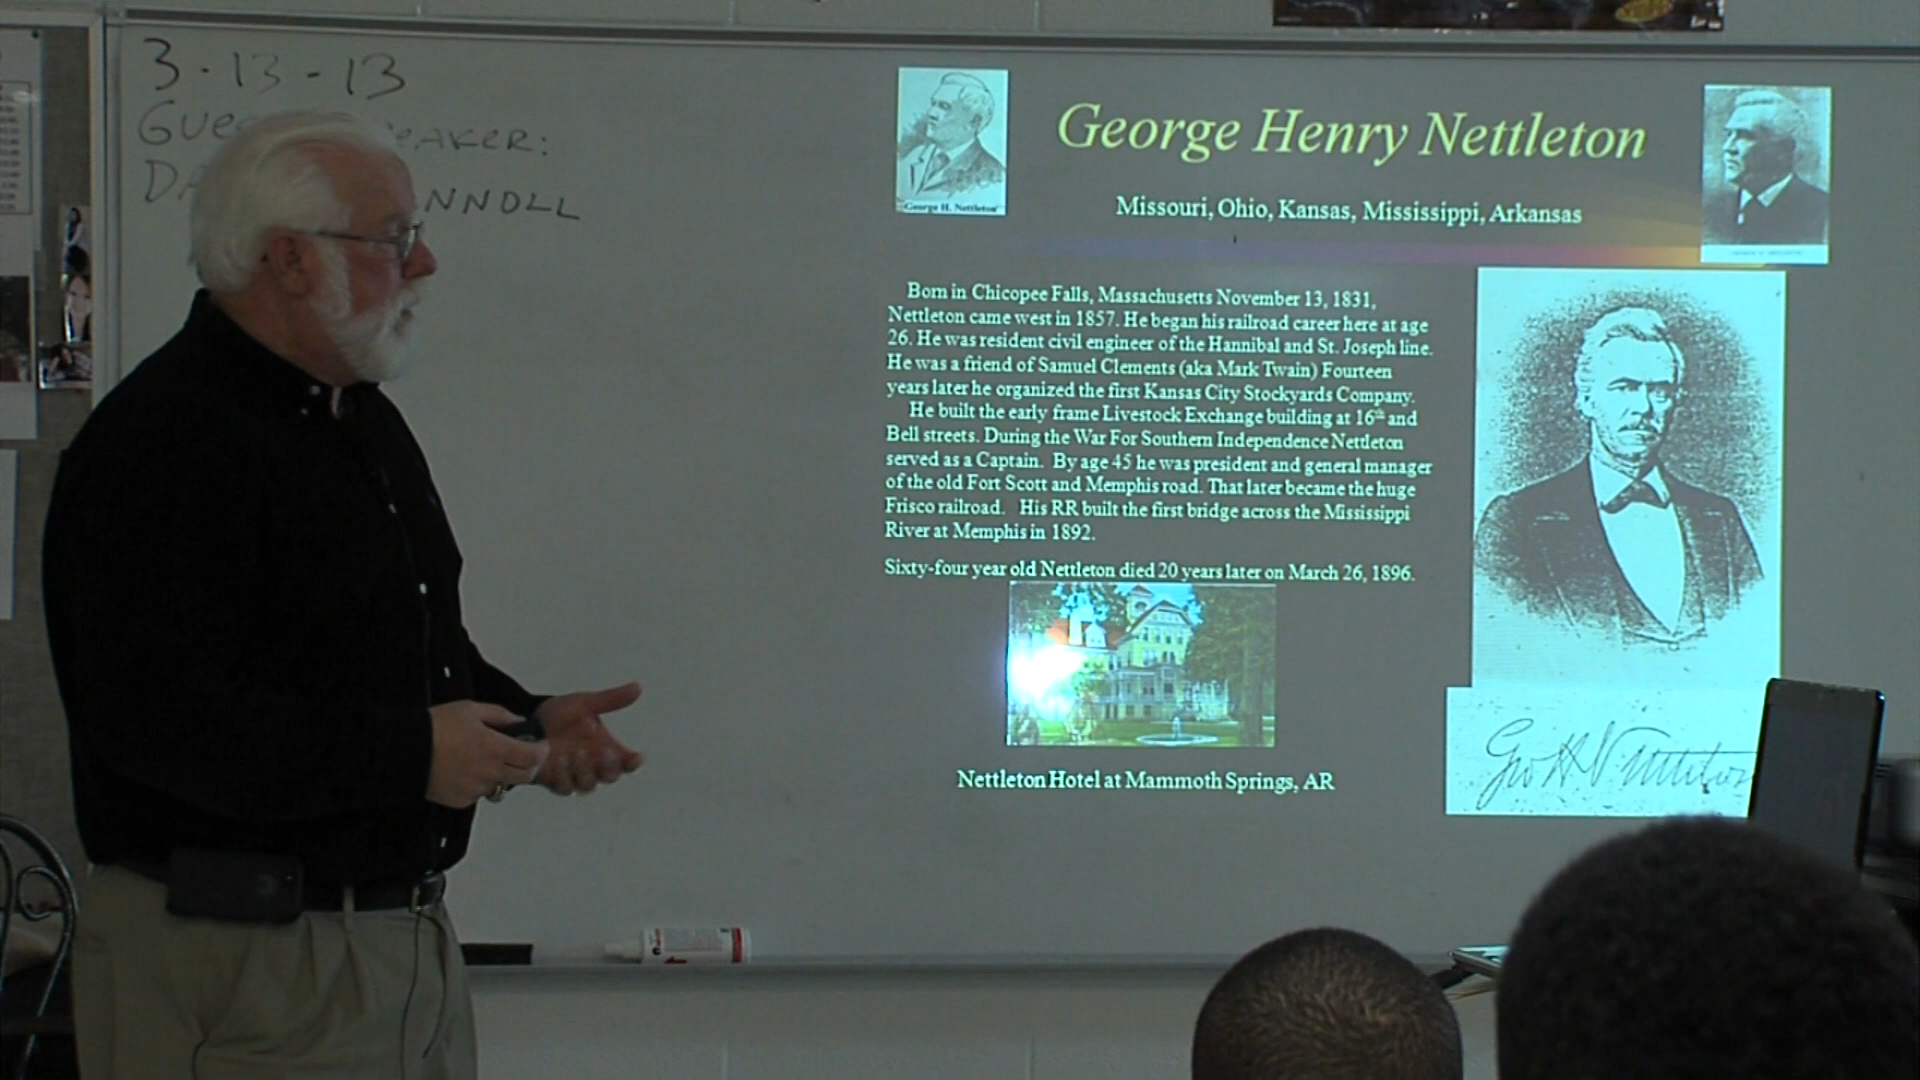 3-13-13
SPEAKER:
George H. Nettleton
George Henry Nettleton
Missouri, Ohio, Kansas, Mississippi, Arkansas
Born in Chicopee Falls, Massachusetts November 13, 1831,
Nettleton came west in 1857. He began his railroad career here at age
26. He was resident civil engineer of the Hannibal and St. Joseph line.
He was a friend of Samuel Clements (aka Mark Twain) Fourteen
years later he organized the first Kansas City Stockyards Company.
He built the early frame Livestock Exchange building at 16th and
Bell streets. During the War For Southern Independence Nettleton
served as a Captain. By age 45 he was president and general manager
of the old Fort Scott and Memphis road. That later became the huge
Frisco railroad. His RR built the first bridge across the Mississippi
River at Memphis in 1892.
Sixty-four year old Nettleton died 20 years later on March 26, 1896.
Nettleton Hotel at Mammoth Springs, AR
Geo H Nettleton